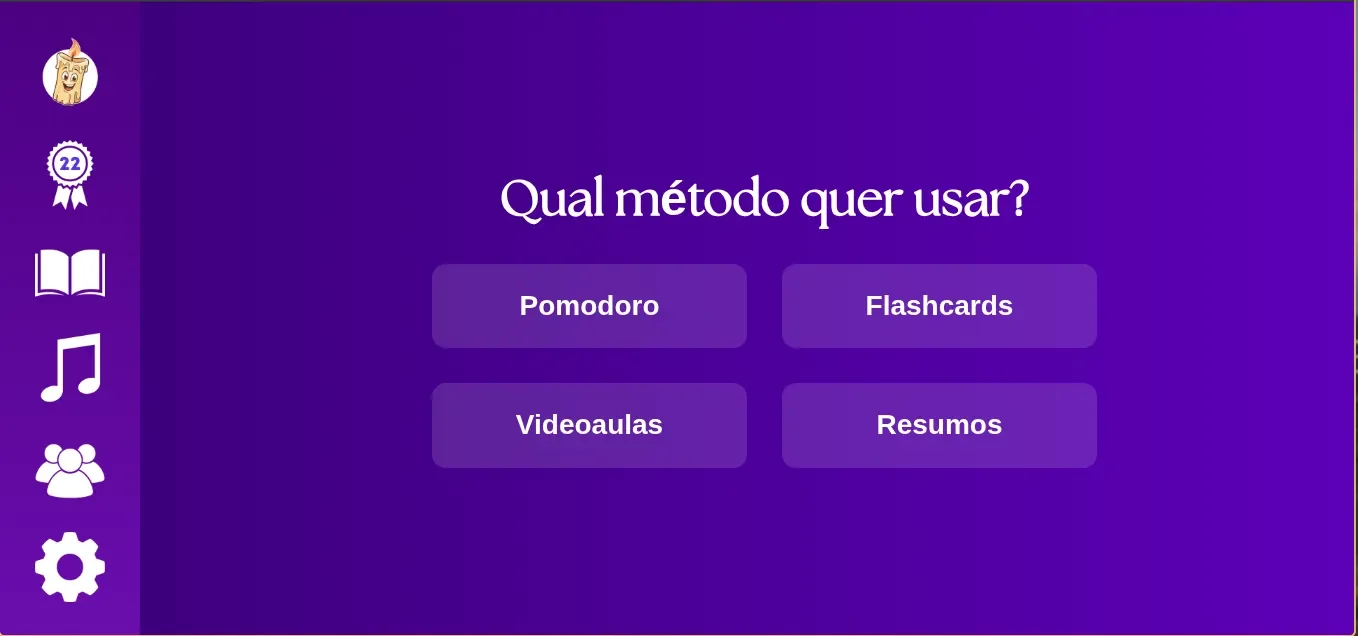 22
Qual método quer usar?
Pomodoro
Flashcards
Videoaulas
Resumos